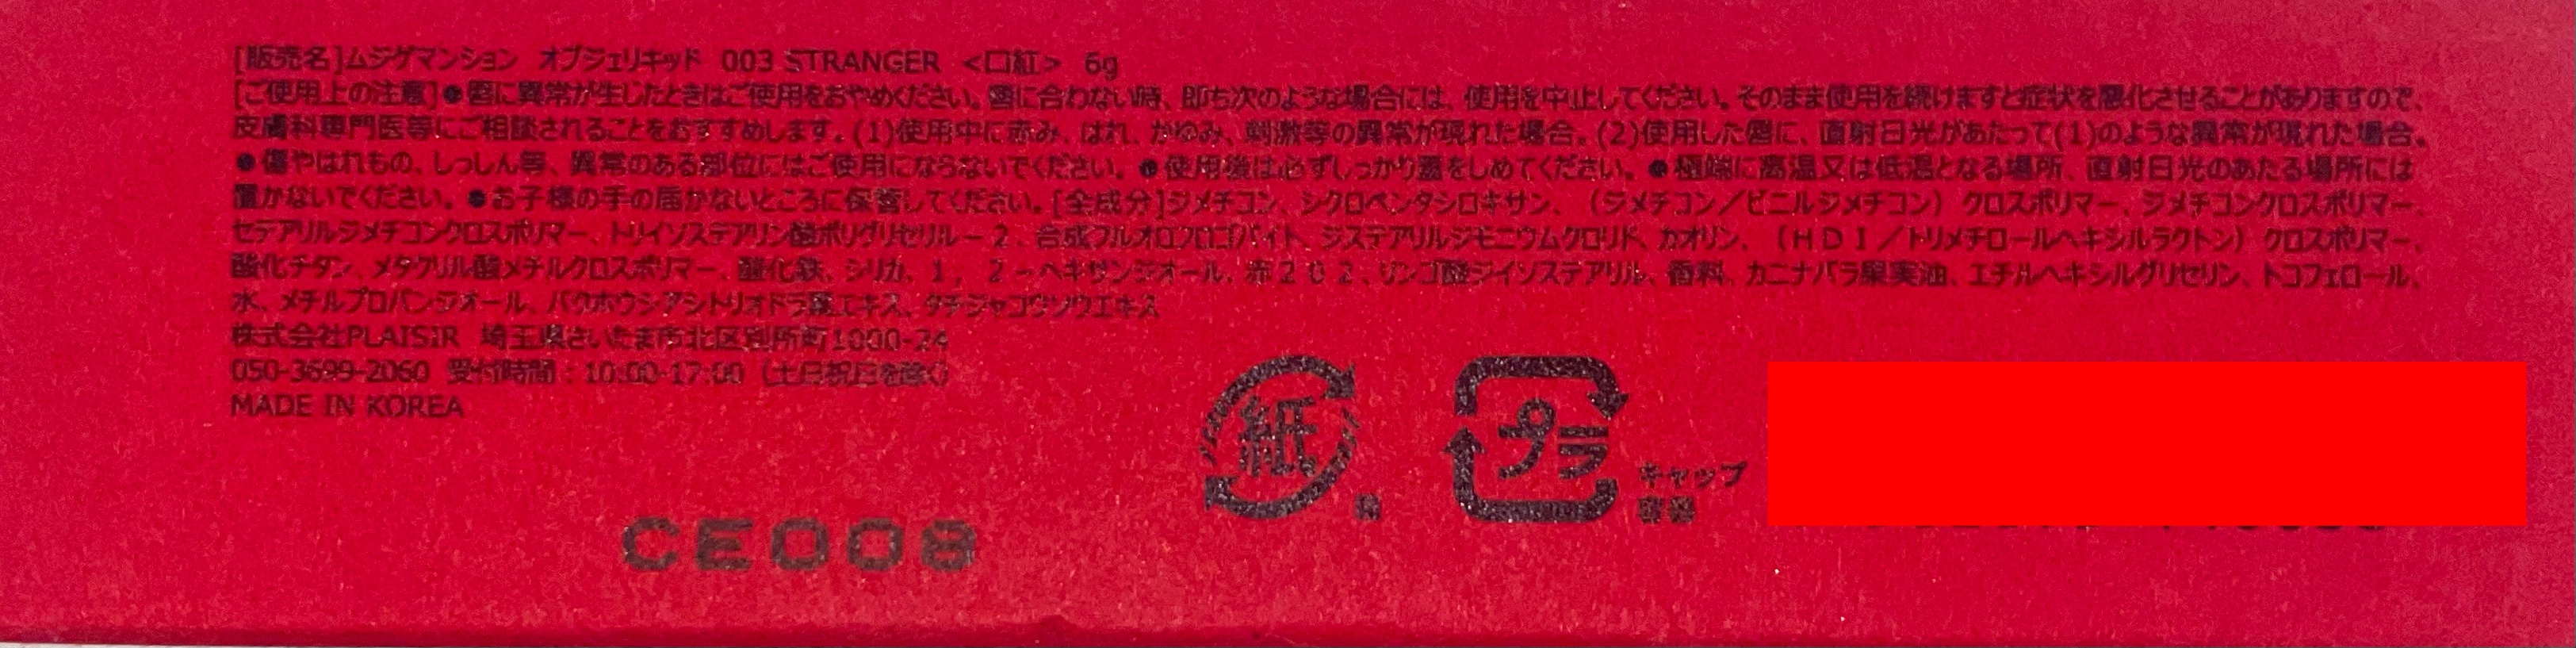 [販売名]ムジゲマンション オブジェリキッド 003 STRANGER <口紅> 6g
[ご使用上の注意]●唇に異常が生じたときはご使用をおやめください。唇に合わない時、即ち次のような場合には、使用を中止してください。そのまま使用を続けますと症状を悪化させることがありますので、
皮膚科専門医等にご相談されることをおすすめします。(1)使用中に赤み、はれ、かゆみ、刺激等の異常が現れた場合。(2)使用した唇に、直射日光があたって(1)のような異常が現れた場合。
●傷やはれもの、しっしん等、異常のある部位にはご使用にならないでください。●使用後は必ずしっかり蓋をしめてください。●極端に高温又は低温となる場所、直射日光のあたる場所には
置かないでください。●お子様の手の届かないところに保管してください。[全成分]ジメチコン、シクロペンタシロキサン、（ジメチコン／ビニルジメチコン）クロスポリマー、ジメチコンクロスポリマー、
セテアリルジメチコンクロスポリマー、トリイソステアリン酸ポリグリセリル－２、合成フルオロフロゴパイト、ジステアリルジモニウムクロリド、カオリン、（ＨＤＩ／トリメチロールヘキシルラクトン）クロスポリマー、
酸化チタン、メタクリル酸メチルクロスポリマー、酸化鉄、シリカ、１，２－ヘキサンジオール、赤２０２、リンゴ酸ジイソステアリル、香料、カニナバラ果実油、エチルヘキシルグリセリン、トコフェロール、
水、メチルプロパンジオール、バクホウシアシトリオドラ葉エキス、タチジャコウソウエキス
株式会社PLAISIR 埼玉県さいたま市北区別所町1000-24
050-3699-2060 受付時間：10:00-17:00（土日祝日を除く）
MADE IN KOREA
紙
プラ
キャップ
容器
CE008